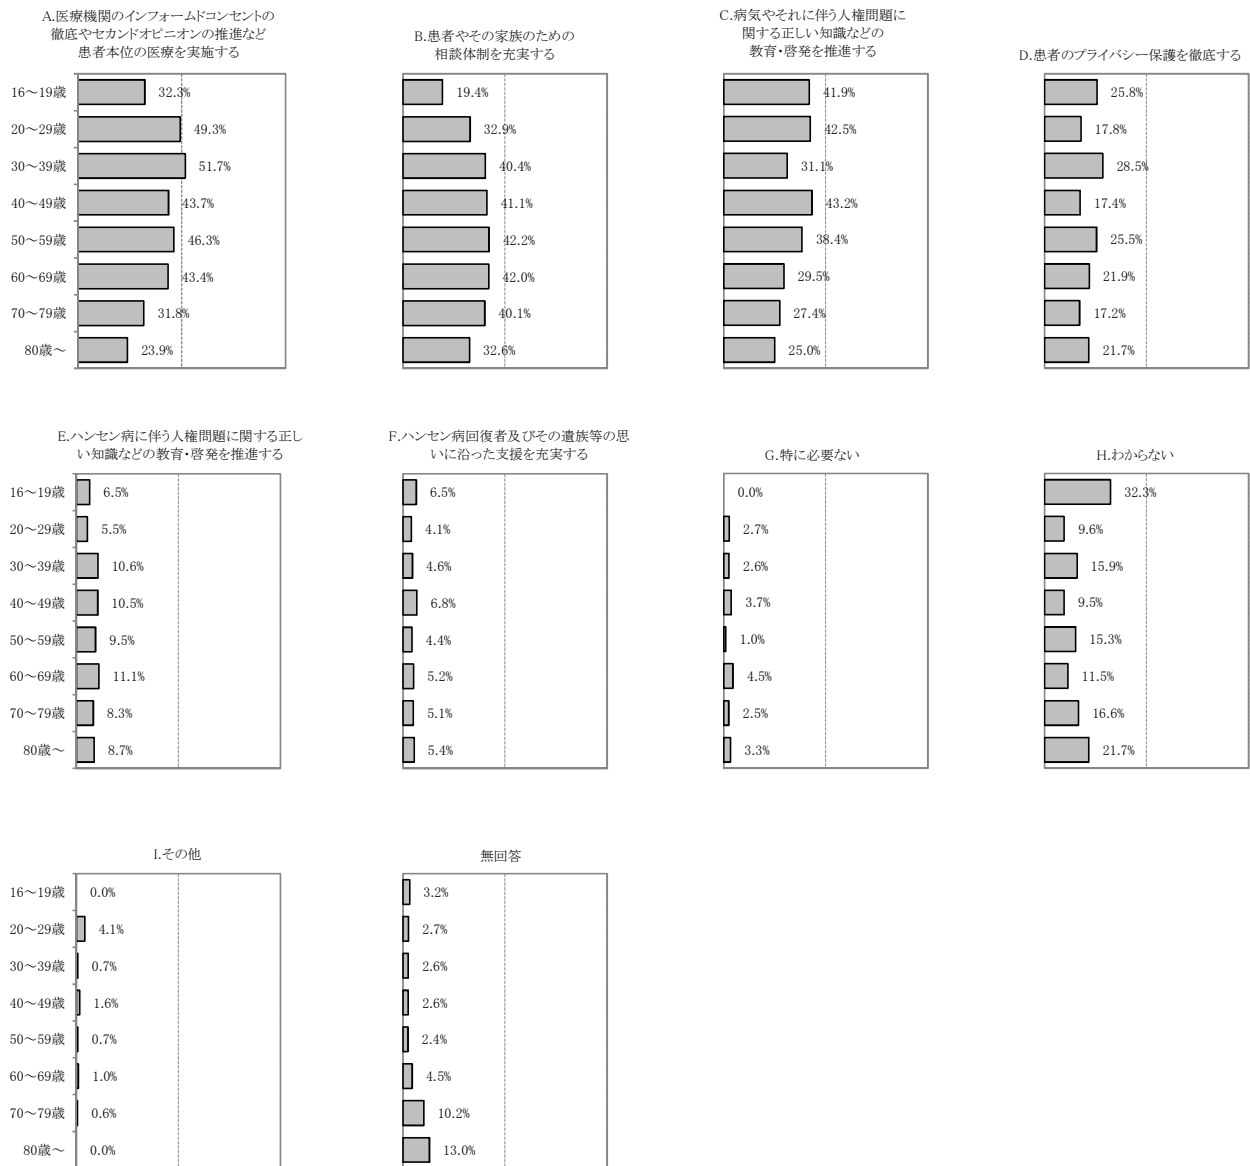 A.医療機関のインフォームドコンセントの
徹底やセカンドオピニオンの推進など
患者本位の医療を実施する
16～19歳 32.3%
20～29歳 49.3%
30～39歳 51.7%
40～49歳 43.7%
50～59歳 46.3%
60～69歳 43.4%
70～79歳 31.8%
80歳～ 23.9%
B.患者やその家族のための
相談体制を充実する
19.4%
32.9%
40.4%
41.1%
42.2%
42.0%
40.1%
32.6%
C.病気やそれに伴う人権問題に
関する正しい知識などの
教育・啓発を推進する
41.9%
42.5%
31.1%
43.2%
38.4%
29.5%
27.4%
25.0%
D.患者のプライバシー保護を徹底する
25.8%
17.8%
28.5%
17.4%
25.5%
21.9%
17.2%
21.7%
E.ハンセン病に伴う人権問題に関する正し
い知識などの教育・啓発を推進する
16～19歳 6.5%
20～29歳 5.5%
30～39歳 10.6%
40～49歳 10.5%
50～59歳 9.5%
60～69歳 11.1%
70～79歳 8.3%
80歳～ 8.7%
F.ハンセン病回復者及びその遺族等の思
いに沿った支援を充実する
6.5%
4.1%
4.6%
6.8%
4.4%
5.2%
5.1%
5.4%
G.特に必要ない
0.0%
2.7%
2.6%
3.7%
1.0%
4.5%
2.5%
3.3%
H.わからない
32.3%
9.6%
15.9%
9.5%
15.3%
11.5%
16.6%
21.7%
I.その他
16～19歳 0.0%
20～29歳 4.1%
30～39歳 0.7%
40～49歳 1.6%
50～59歳 0.7%
60～69歳 1.0%
70～79歳 0.6%
80歳～ 0.0%
無回答
3.2%
2.7%
2.6%
2.6%
2.4%
4.5%
10.2%
13.0%